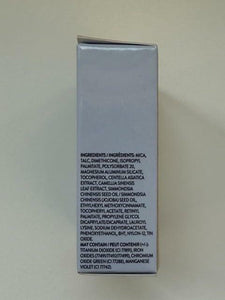 INGREDIENTS / INGRÉDIENTS: MICA,
TALC, DIMETHICONE, ISOPROPYL
PALMITATE, POLYSORBATE 20,
MAGNESIUM ALUMINUM SILICATE,
TOCOPHEROL, CENTELLA ASIATICA
EXTRACT, CAMELLIA SINENSIS
LEAF EXTRACT, SIMMONDSIA
CHINENSIS SEED OIL / SIMMONDSIA
CHINENSIS (JOJOBA) SEED OIL,
ETHYLHEXYL METHOXYCINNAMATE,
TOCOPHERYL ACETATE, RETINYL
PALMITATE, PROPYLENE GLYCOL
DICAPRYLATE/DICAPRATE, LAUROYL
LYSINE, SODIUM DEHYDROACETATE,
PHENOXYETHANOL, BHT, NYLON-12, TIN
OXIDE
MAY CONTAIN / PEUT CONTENIR (+/-):
TITANIUM DIOXIDE (CI 77891), IRON
OXIDES (CI 77491/77492/77499), CHROMIUM
OXIDE GREEN (CI 77288), MANGANESE
VIOLET (CI 77742)